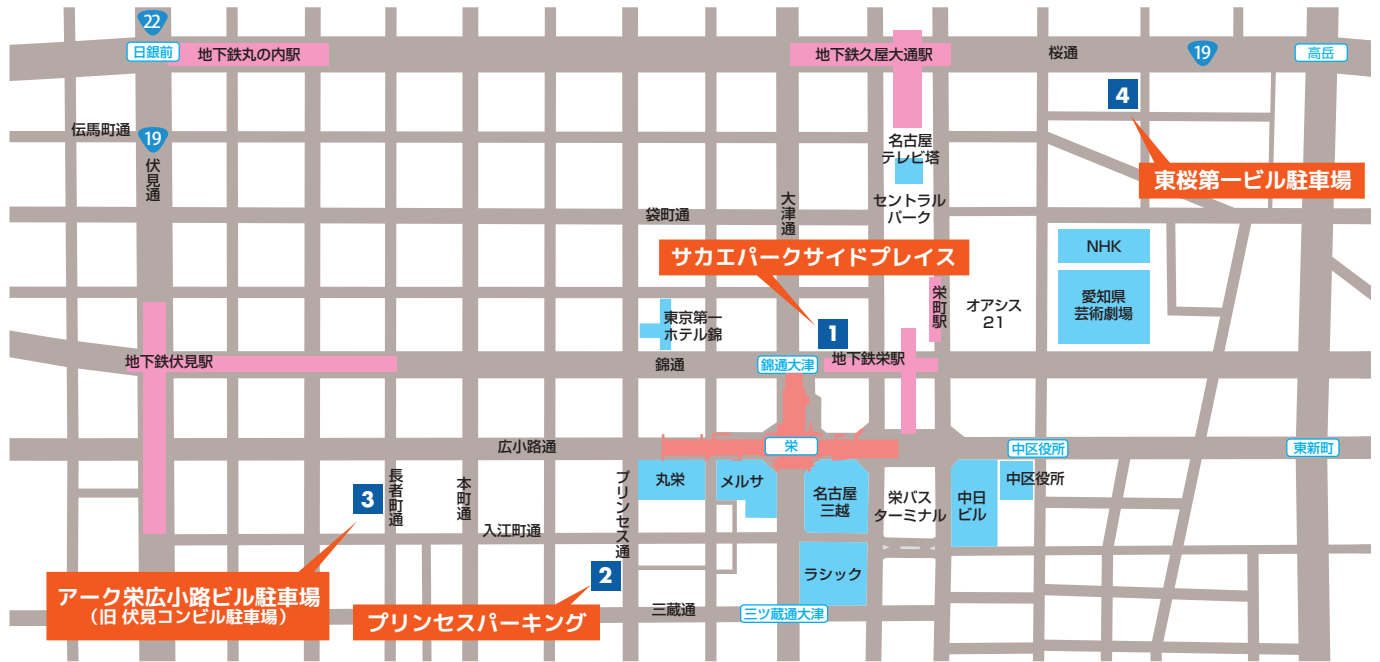 22
日銀前
地下鉄丸の内駅
地下鉄久屋大通駅
桜通
19
高岳
4
伝馬町通
19
名古屋
テレビ塔
伏見通
東桜第一ビル駐車場
大津通
セントラル
パーク
袋町通
サカエパークサイドプレイス
NHK
栄町駅
オアシス
21
愛知県
芸術劇場
東京第一
ホテル錦
1
地下鉄伏見駅
錦通
錦通大津
地下鉄栄駅
広小路通
栄
中区役所
東新町
長者町通
本町通
プリンセス通
丸栄
メルサ
名古屋
三越
栄バス
ターミナル
中日
ビル
中区役所
3
入江町通
2
ラシック
アーク栄広小路ビル駐車場
（旧 伏見コンビル駐車場）
プリンセスパーキング
三蔵通
三ツ蔵通大津